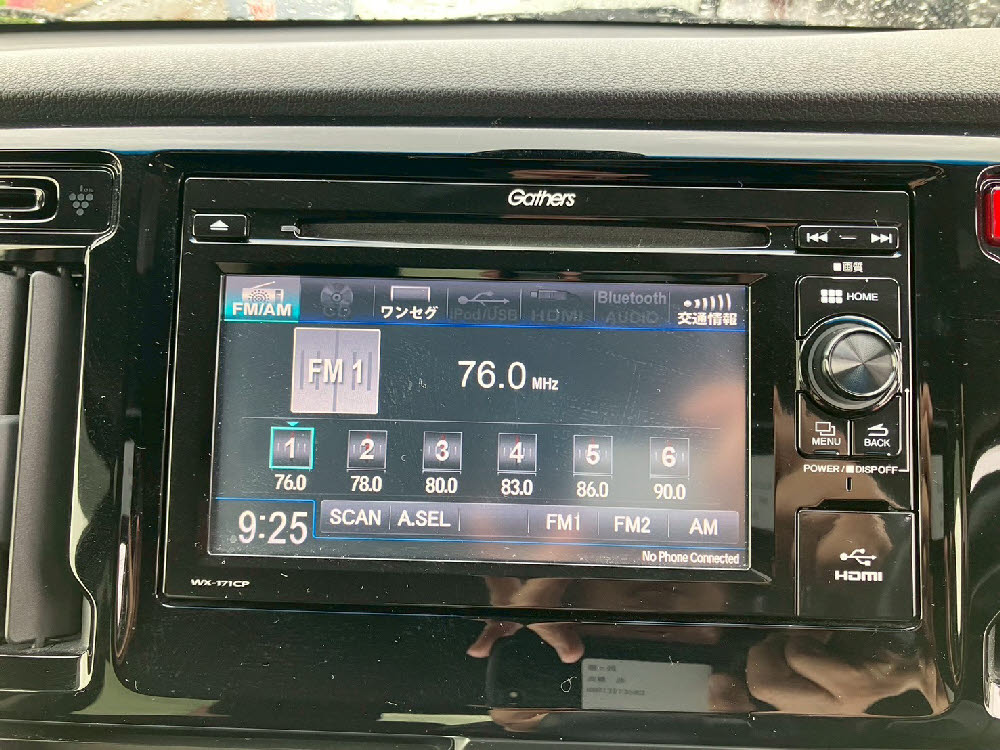 Gathers
ion
■画質
HOME
FM/AM
CD
ワンセグ
iPod/USB
HDMI
Bluetooth
AUDIO
交通情報
FM 1
76.0 MHz
1 2 3 4 5 6
76.0 78.0 80.0 83.0 86.0 90.0
MENU BACK
POWER/■DISP OFF
9:25
SCAN A.SEL FM1 FM2 AM
No Phone Connected
HDMI
WX-171CP